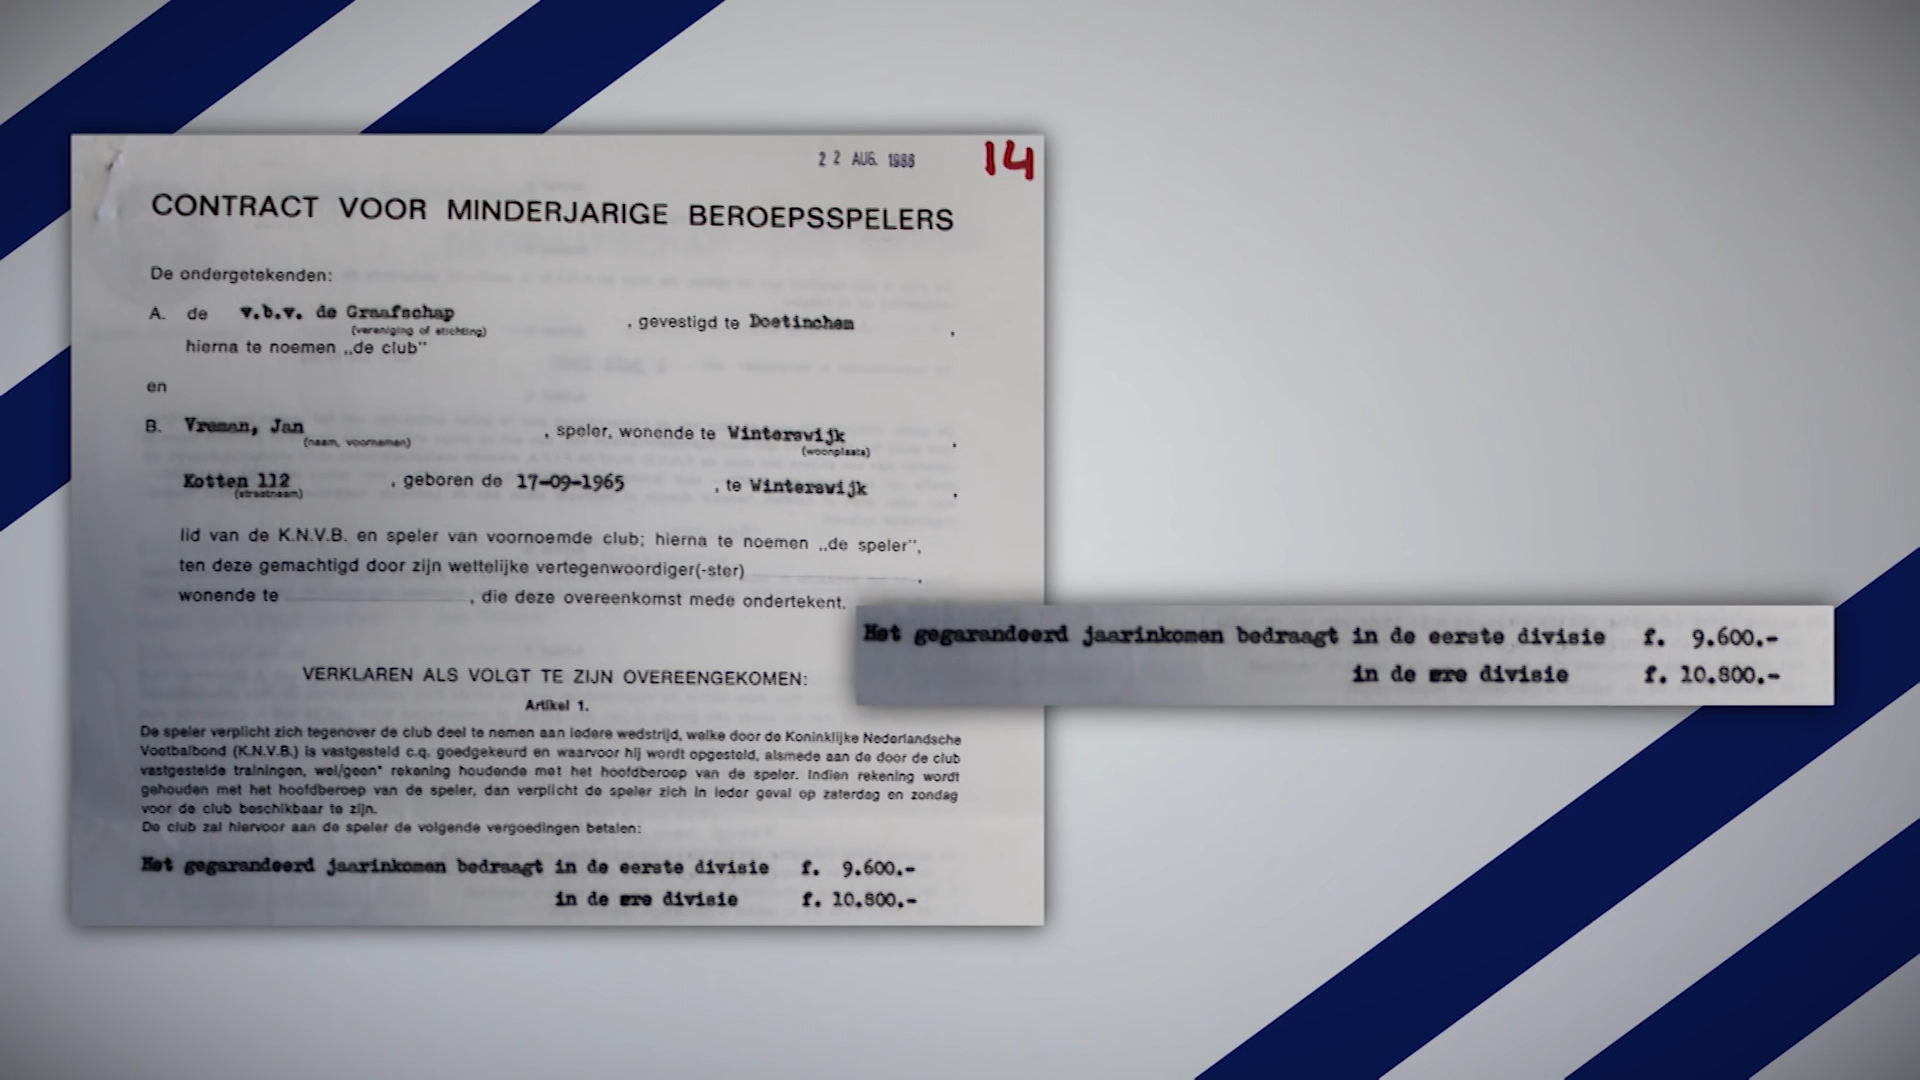 22 AUG. 1988
14
CONTRACT VOOR MINDERJARIGE BEROEPSSPELERS
De ondergetekenden:
A. de v.b.v. de Graafschap , gevestigd te Doetinchem .
(vereniging of stichting)
hierna te noemen „de club"
en
B. Vreman, Jan , speler, wonende te Winterswijk .
(naam, voornamen) (woonplaats)
Kotten 112 , geboren de 17-09-1965 , te Winterswijk .
(straatnaam)
lid van de K.N.V.B. en speler van voornoemde club; hierna te noemen „de speler",
ten deze gemachtigd door zijn wettelijke vertegenwoordiger(-ster) .
wonende te , die deze overeenkomst mede ondertekent.
VERKLAREN ALS VOLGT TE ZIJN OVEREENGEKOMEN:
Artikel 1.
De speler verplicht zich tegenover de club deel te nemen aan iedere wedstrijd, welke door de Koninklijke Nederlandsche
Voetbalbond (K.N.V.B.) is vastgesteld c.q. goedgekeurd en waarvoor hij wordt opgesteld, alsmede aan de door de club
vastgestelde trainingen, wel/geen* rekening houdende met het hoofdberoep van de speler. Indien rekening wordt
gehouden met het hoofdberoep van de speler, dan verplicht de speler zich in ieder geval op zaterdag en zondag
voor de club beschikbaar te zijn.
De club zal hiervoor aan de speler de volgende vergoedingen betalen:
Het gegarandeerd jaarinkomen bedraagt in de eerste divisie f. 9.600.-
in de ere divisie f. 10.800.-
Het gegarandeerd jaarinkomen bedraagt in de eerste divisie f. 9.600.-
in de ere divisie f. 10.800.-